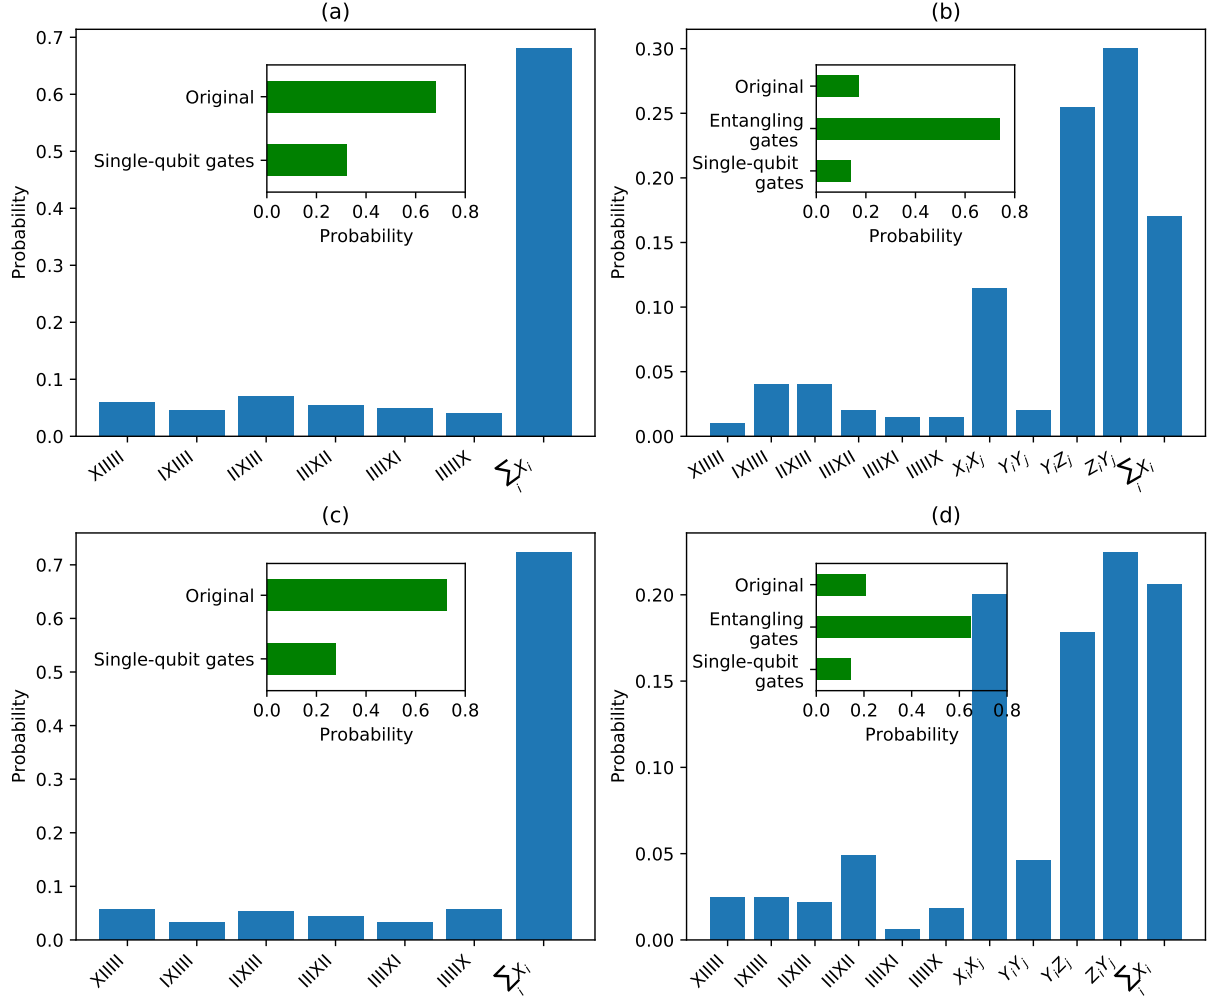 (a)
0.7
0.6
0.5
0.4
0.3
0.2
0.1
0.0
Probability
Original
Single-qubit gates
0.0 0.2 0.4 0.6 0.8
Probability
XIIIII IXIIII IIXIII IIIXII IIIIXI IIIIIX ∑ᵢXᵢ
(b)
0.30
0.25
0.20
0.15
0.10
0.05
0.00
Probability
Original
Entangling
gates
Single-qubit
gates
0.0 0.2 0.4 0.6 0.8
Probability
XIIIII IXIIII IIXIII IIIXII IIIIXI IIIIIX XᵢXⱼ YᵢYⱼ YᵢZⱼ ZᵢYⱼ ∑ᵢXᵢ
(c)
0.7
0.6
0.5
0.4
0.3
0.2
0.1
0.0
Probability
Original
Single-qubit gates
0.0 0.2 0.4 0.6 0.8
Probability
XIIIII IXIIII IIXIII IIIXII IIIIXI IIIIIX ∑ᵢXᵢ
(d)
0.20
0.15
0.10
0.05
0.00
Probability
Original
Entangling
gates
Single-qubit
gates
0.0 0.2 0.4 0.6 0.8
Probability
XIIIII IXIIII IIXIII IIIXII IIIIXI IIIIIX XᵢXⱼ YᵢYⱼ YᵢZⱼ ZᵢYⱼ ∑ᵢXᵢ